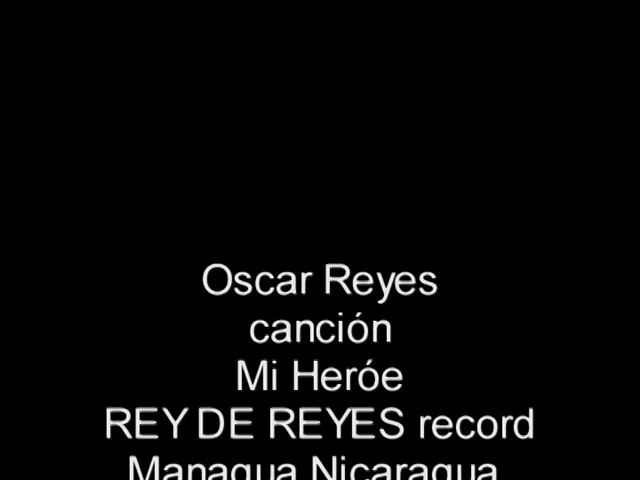 Oscar Reyes
canción
Mi Heróe
REY DE REYES record
Managua Nicaragua